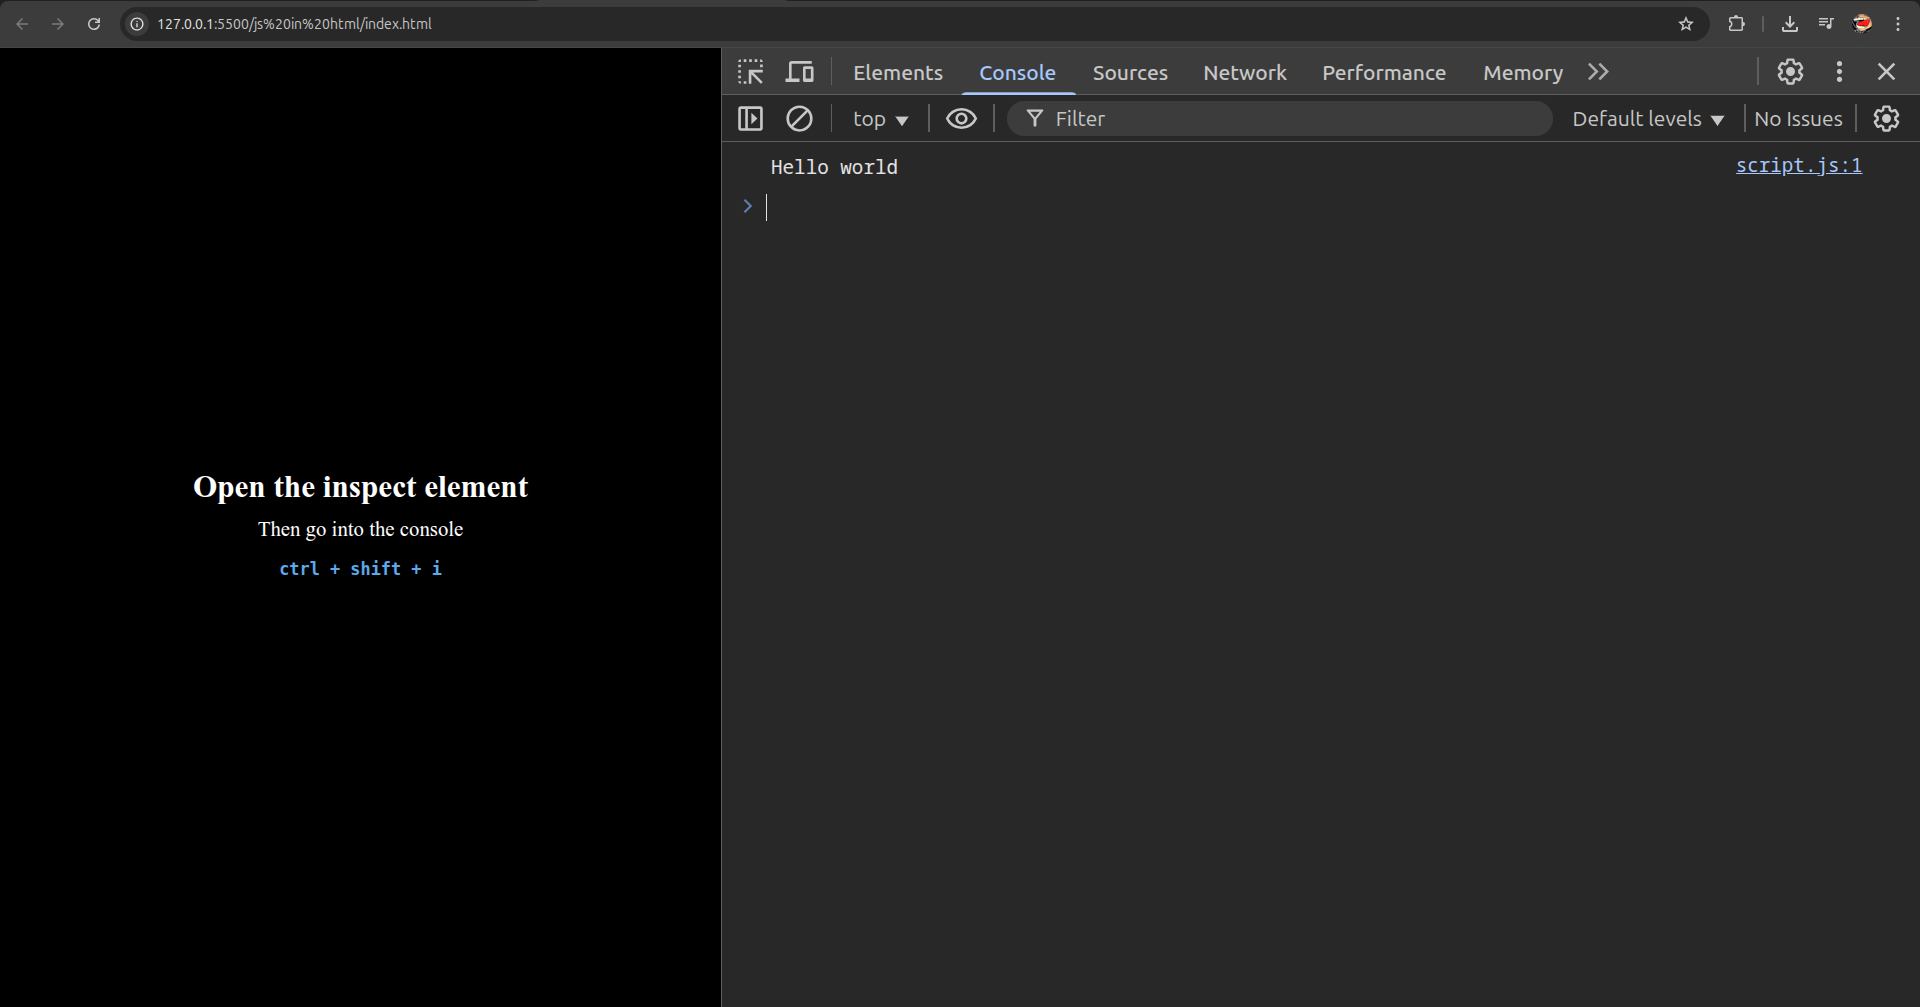 127.0.0.1:5500/js%20in%20html/index.html
Elements Console Sources Network Performance Memory
top Filter Default levels No Issues
Hello world script.js:1
Open the inspect element
Then go into the console
ctrl + shift + i